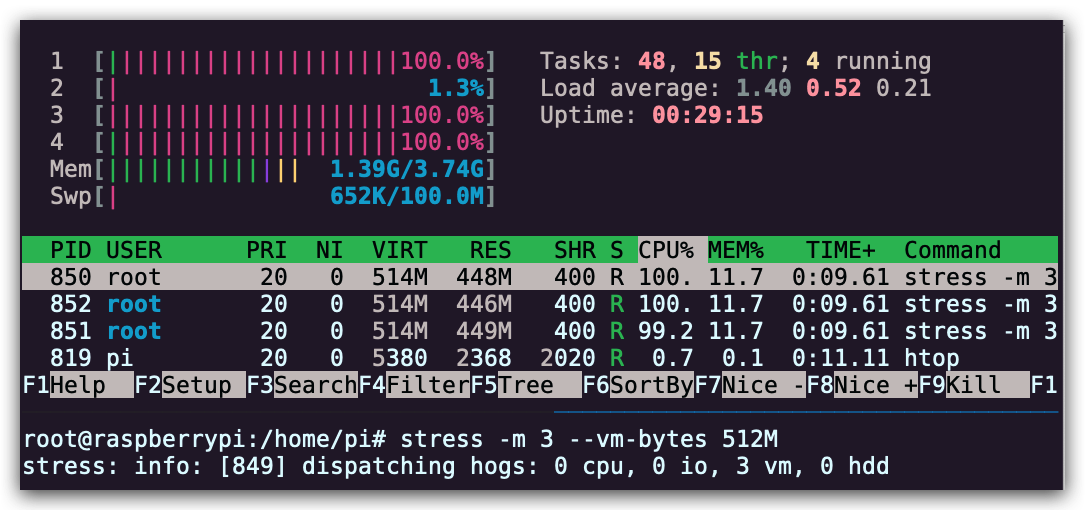 1 [||||||||||||||||||||||100.0%] Tasks: 48, 15 thr; 4 running
2 [| 1.3%] Load average: 1.40 0.52 0.21
3 [||||||||||||||||||||||100.0%] Uptime: 00:29:15
4 [||||||||||||||||||||||100.0%]
Mem[|||||||||||||| 1.39G/3.74G]
Swp[| 652K/100.0M]
PID USER PRI NI VIRT RES SHR S CPU% MEM% TIME+ Command
850 root 20 0 514M 448M 400 R 100. 11.7 0:09.61 stress -m 3
852 root 20 0 514M 446M 400 R 100. 11.7 0:09.61 stress -m 3
851 root 20 0 514M 449M 400 R 99.2 11.7 0:09.61 stress -m 3
819 pi 20 0 5380 2368 2020 R 0.7 0.1 0:11.11 htop
F1Help F2Setup F3SearchF4FilterF5Tree F6SortByF7Nice -F8Nice +F9Kill F1
root@raspberrypi:/home/pi# stress -m 3 --vm-bytes 512M
stress: info: [849] dispatching hogs: 0 cpu, 0 io, 3 vm, 0 hdd